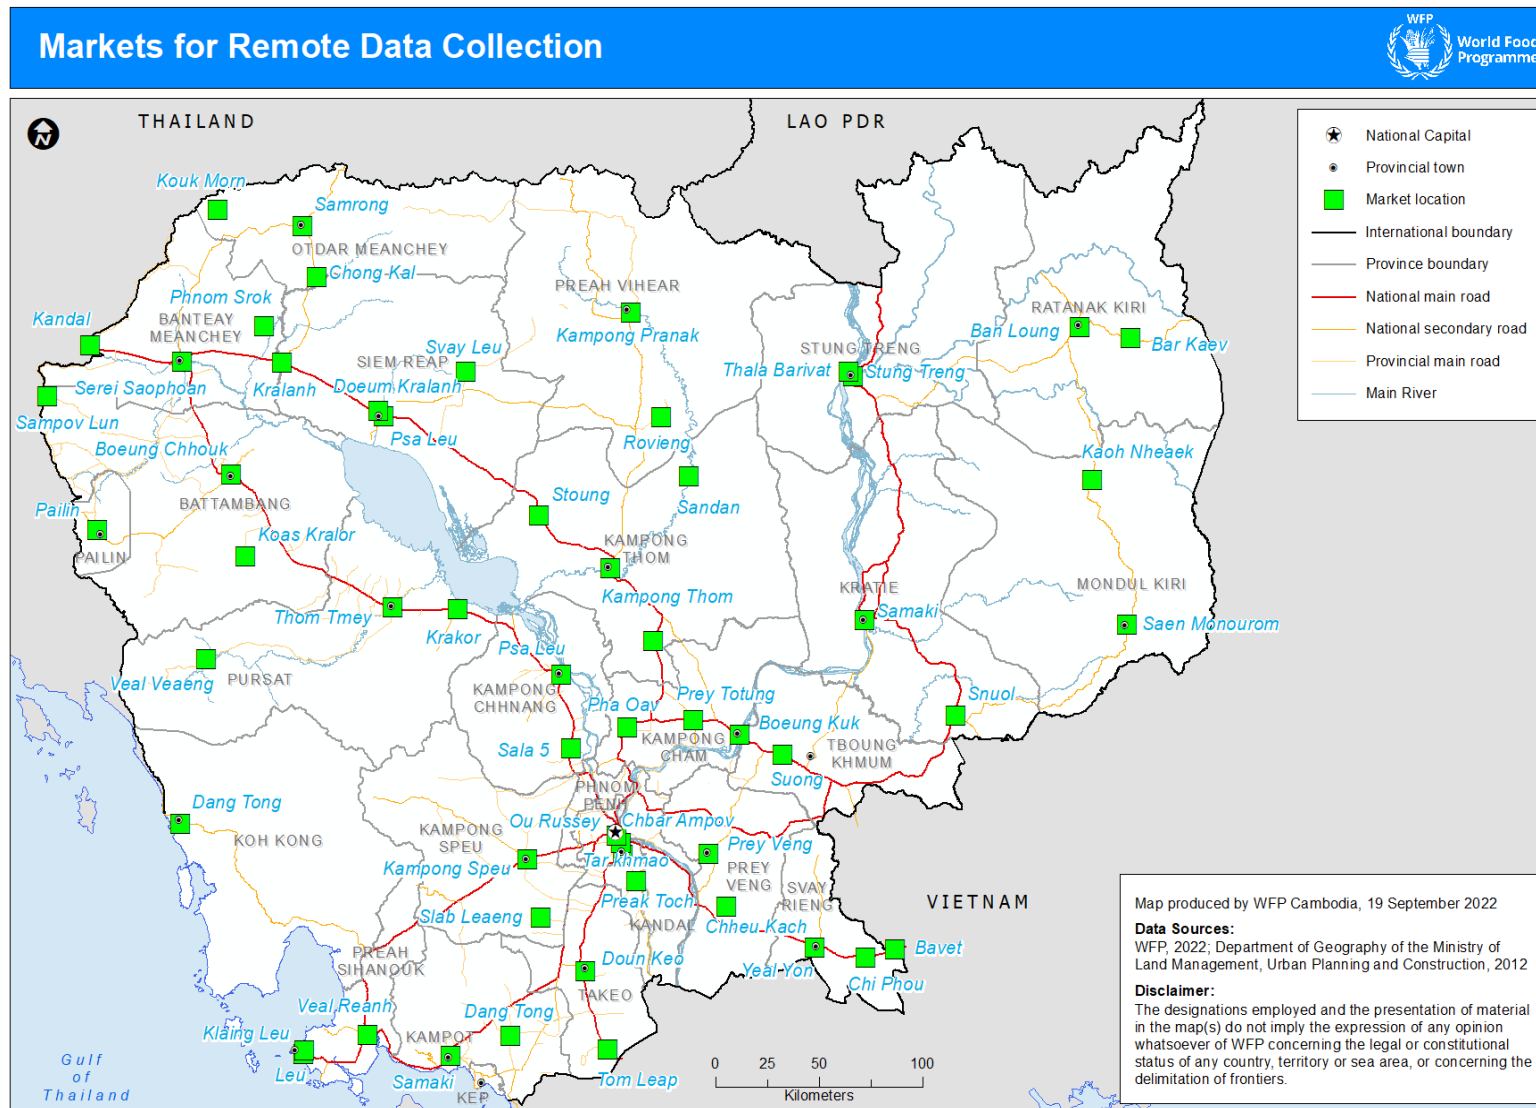 Markets for Remote Data Collection
WFP
World Food
Programme
THAILAND
LAO PDR
N
National Capital
Provincial town
Market location
International boundary
Province boundary
National main road
National secondary road
Provincial main road
Main River
Kouk Morn
Samrong
OTDAR MEANCHEY
Chong Kal
Phnom Srok
BANTEAY
MEANCHEY
Kandal
PREAH VIHEAR
Kampong Pranak
RATANAK KIRI
Ban Loung
Bar Kaev
STUNG TRENG
Thala Barivat
Stung Treng
SIEM REAP
Svay Leu
Serei Saophoan
Kralanh
Doeum Kralanh
Sampov Lun
Psa Leu
Boeung Chhouk
Rovieng
Kaoh Nheaek
BATTAMBANG
Stoung
Sandan
Pailin
PAILIN
Koas Kralor
KAMPONG
THOM
Kampong Thom
KRATIE
Samaki
MONDUL KIRI
Saen Monourom
Thom Tmey
Krakor
Psa Leu
Veal Veaeng
PURSAT
KAMPONG
CHHNANG
Pha Oav
Prey Totung
Snuol
Boeung Kuk
KAMPONG
CHAM
TBOUNG
KHMUM
Sala 5
Suong
PHNOM
PENH
Dang Tong
KOH KONG
KAMPONG
SPEU
Ou Russey
Chbar Ampov
Kampong Speu
Tar khmao
Prey Veng
PREY
VENG
SVAY
RIENG
Preak Toch
Slab Leaeng
KANDAL
Chheu Kach
VIETNAM
PREAH
SIHANOUK
Doun Keo
TAKEO
Yeal Yon
Bavet
Chi Phou
Veal Reanh
Dang Tong
Klaing Leu
KAMPOT
Leu
Samaki
KEP
Tom Leap
Gulf
of
Thailand
0 25 50 100
Kilometers
Map produced by WFP Cambodia, 19 September 2022
Data Sources:
WFP, 2022; Department of Geography of the Ministry of
Land Management, Urban Planning and Construction, 2012
Disclaimer:
The designations employed and the presentation of material
in the map(s) do not imply the expression of any opinion
whatsoever of WFP concerning the legal or constitutional
status of any country, territory or sea area, or concerning the
delimitation of frontiers.